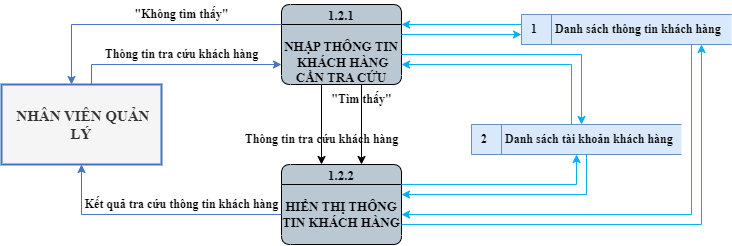 "Không tìm thấy"
1.2.1
1
Danh sách thông tin khách hàng
NHẬP THÔNG TIN
KHÁCH HÀNG
CẦN TRA CỨU
Thông tin tra cứu khách hàng
"Tìm thấy"
NHÂN VIÊN QUẢN
LÝ
Thông tin tra cứu khách hàng
2
Danh sách tài khoản khách hàng
1.2.2
Kết quả tra cứu thông tin khách hàng
HIỂN THỊ THÔNG
TIN KHÁCH HÀNG